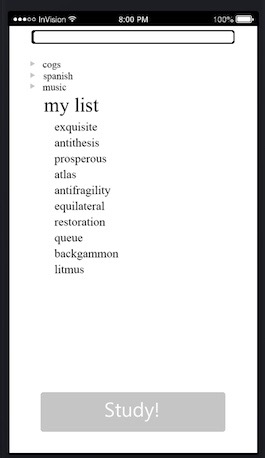 InVision 8:00 PM 100%
cogs
spanish
music
my list
exquisite
antithesis
prosperous
atlas
antifragility
equilateral
restoration
queue
backgammon
litmus
Study!